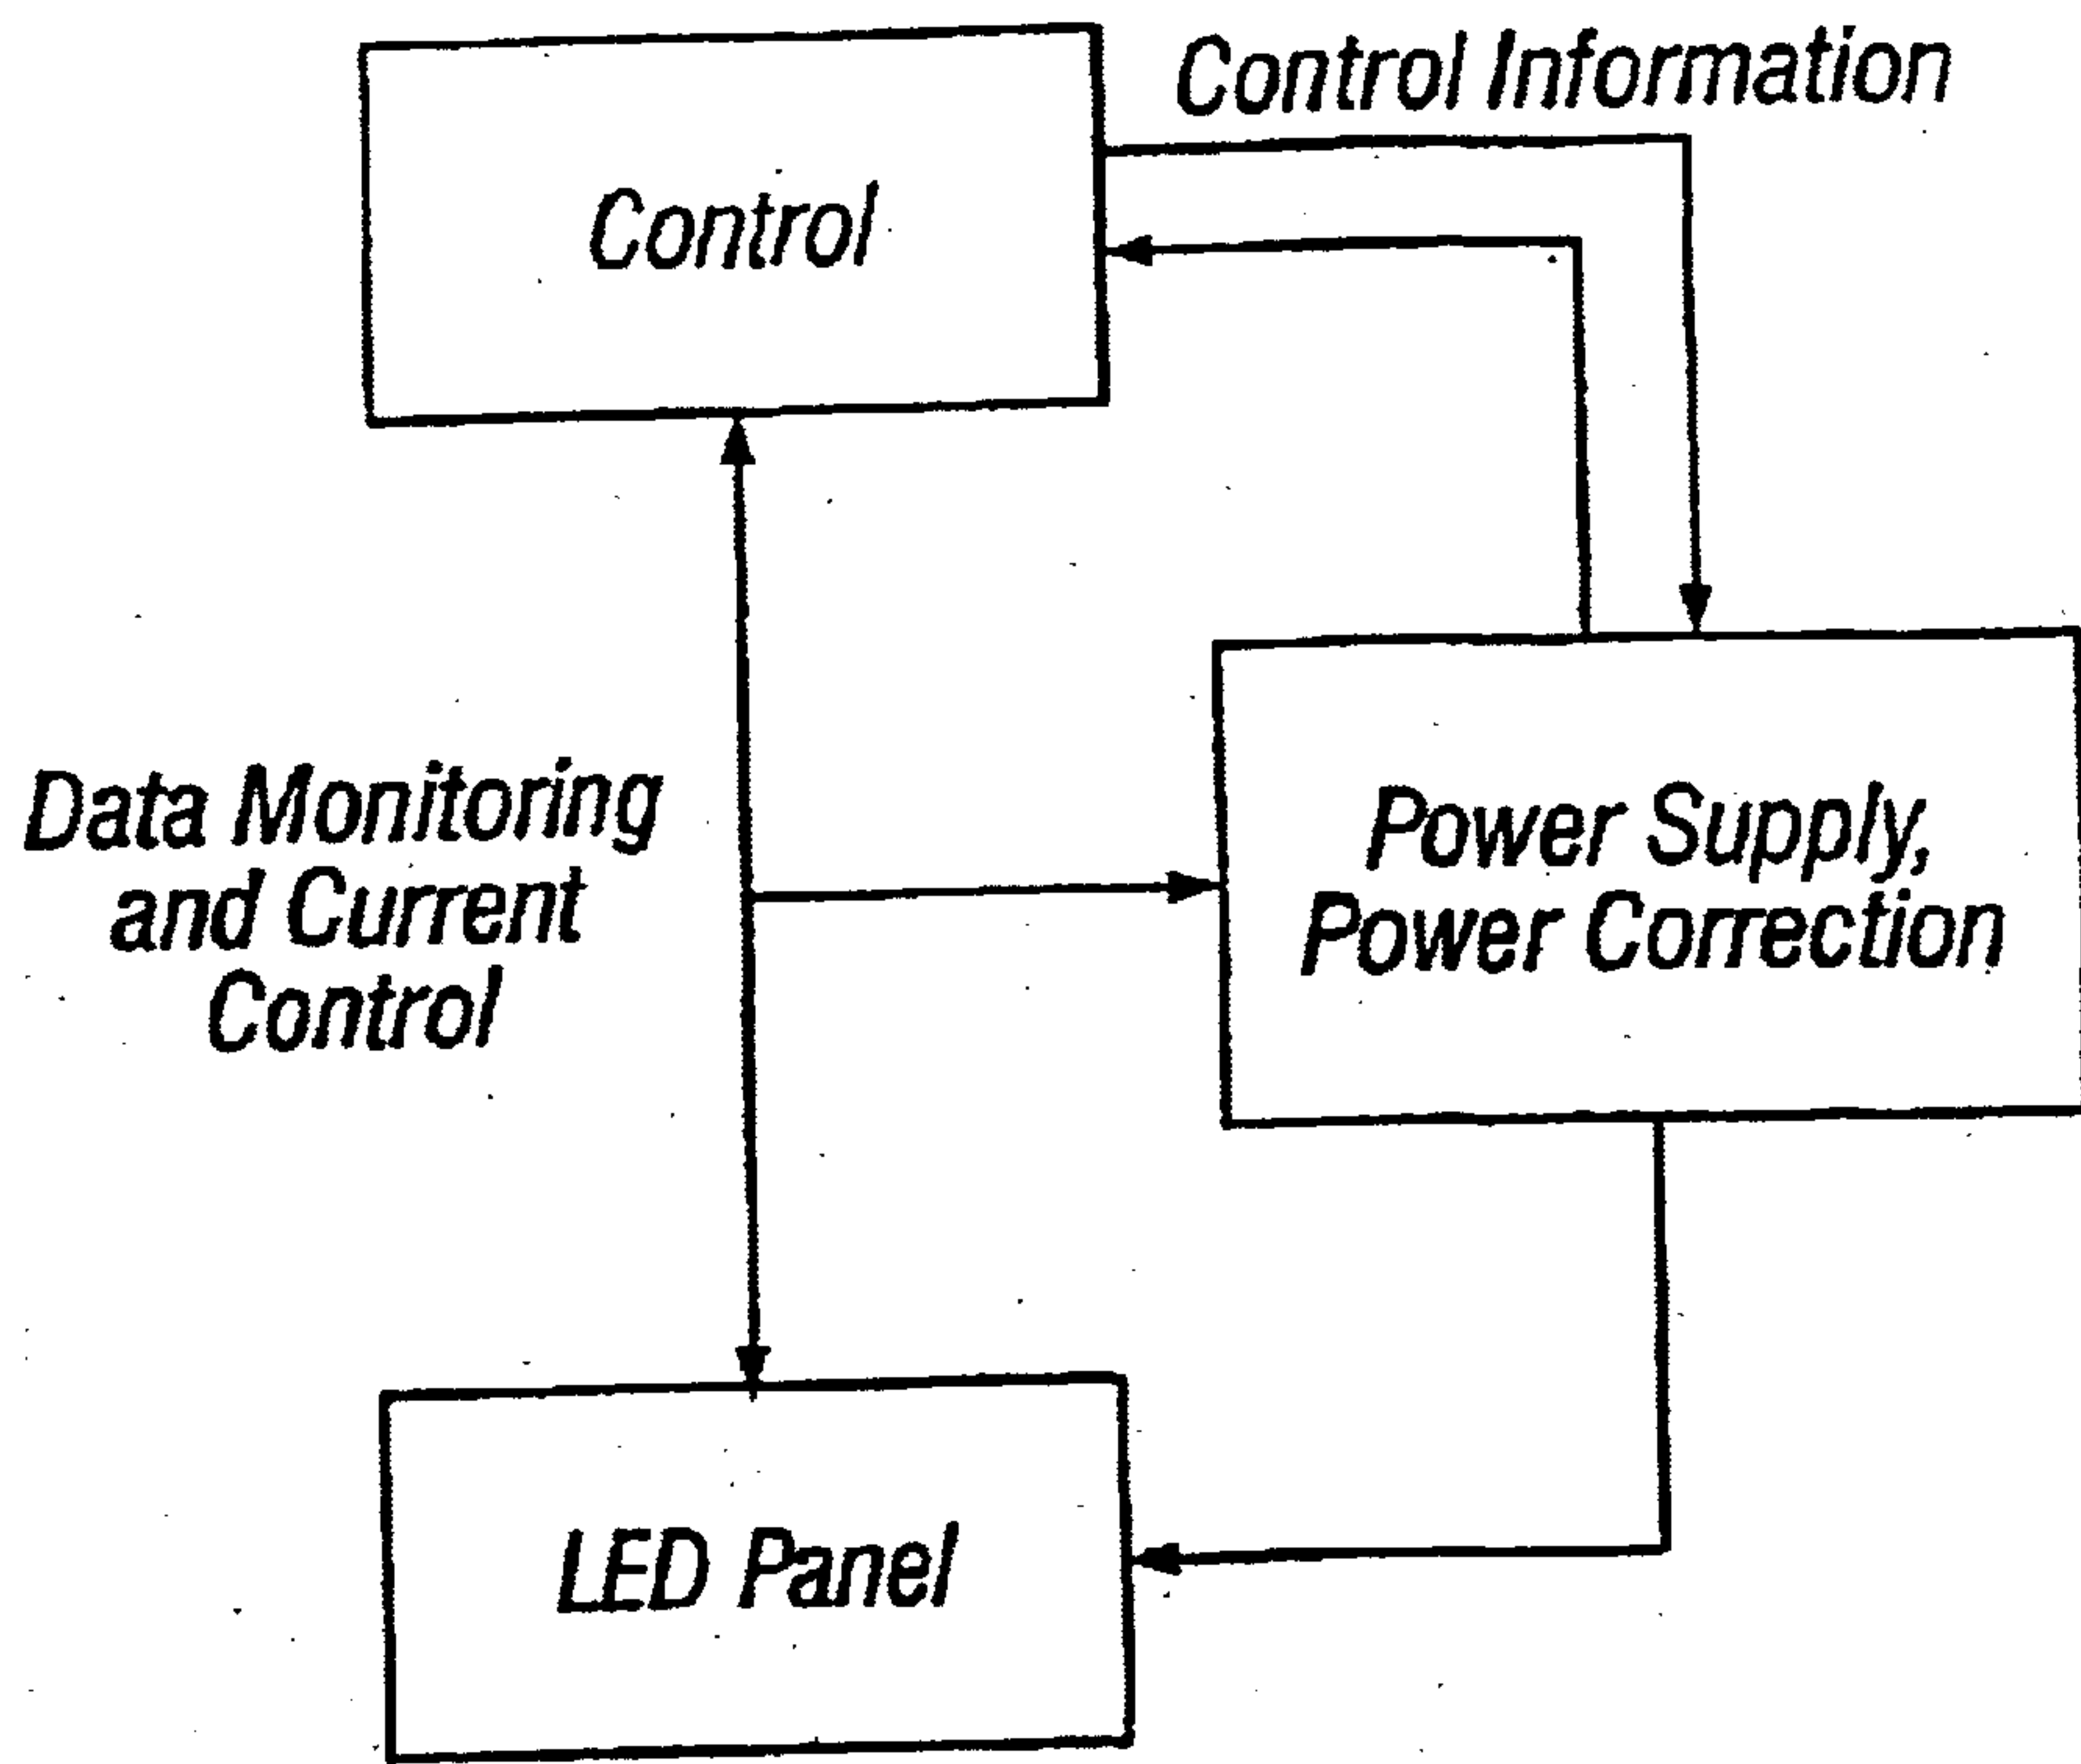 Control Information
Control
Data Monitoring
and Current
Control
Power Supply,
Power Correction
LED Panel